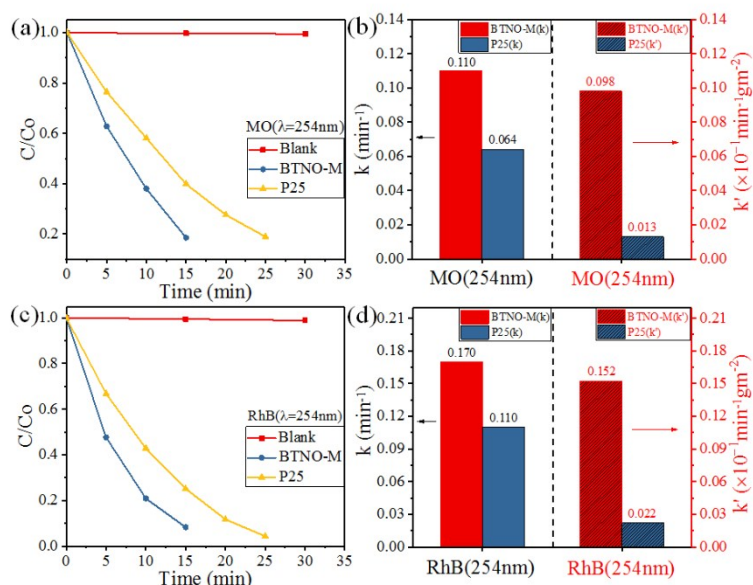 (a)
1.0
0.8
0.6
0.4
0.2
C/Co
MO(λ=254nm)
Blank
BTNO-M
P25
0 5 10 15 20 25 30 35
Time (min)
(b)
0.14
0.12
0.10
0.08
0.06
0.04
0.02
0.00
k (min-1)
BTNO-M(k)
P25(k)
0.110
0.064
BTNO-M(k')
P25(k')
0.098
0.013
0.14
0.12
0.10
0.08
0.06
0.04
0.02
0.00
k' (×10-1min-1gm-2)
MO(254nm) MO(254nm)
(c)
1.0
0.8
0.6
0.4
0.2
0.0
C/Co
RhB(λ=254nm)
Blank
BTNO-M
P25
0 5 10 15 20 25 30 35
Time (min)
(d)
0.21
0.18
0.15
0.12
0.09
0.06
0.03
0.00
k (min-1)
BTNO-M(k)
P25(k)
0.170
0.110
BTNO-M(k')
P25(k')
0.152
0.022
0.21
0.18
0.15
0.12
0.09
0.06
0.03
0.00
k' (×10-1min-1gm-2)
RhB(254nm) RhB(254nm)